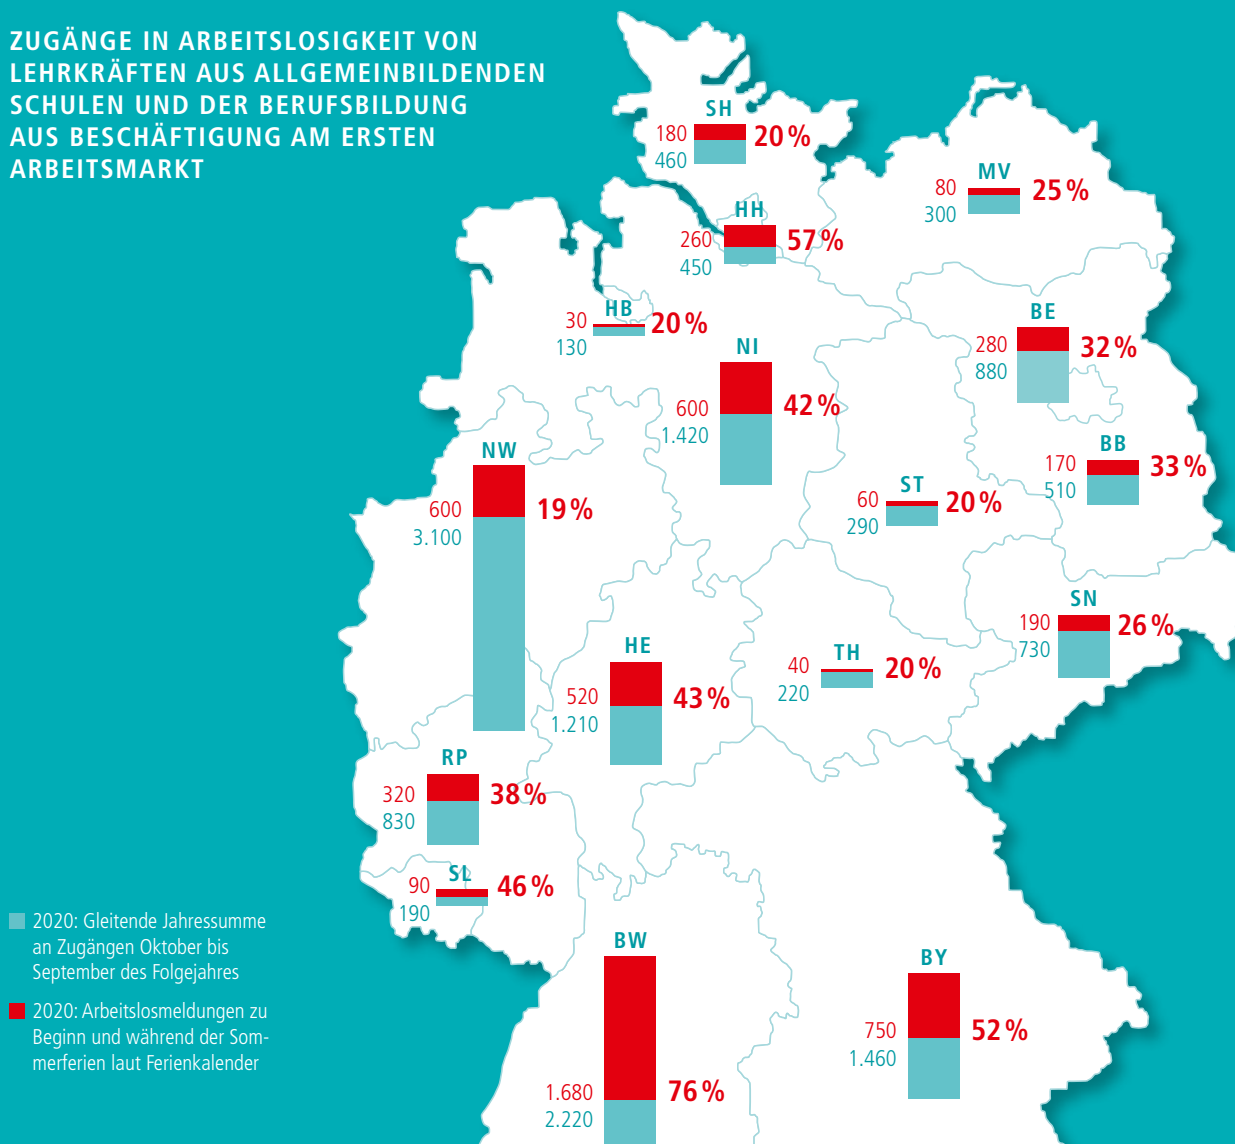 ZUGÄNGE IN ARBEITSLOSIGKEIT VON
LEHRKRÄFTEN AUS ALLGEMEINBILDENDEN
SCHULEN UND DER BERUFSBILDUNG
AUS BESCHÄFTIGUNG AM ERSTEN
ARBEITSMARKT
SH
180
460
20 %
MV
80
300
25 %
HH
260
450
57 %
HB
30
130
20 %
BE
280
880
32 %
NI
600
1.420
42 %
BB
170
510
33 %
NW
600
3.100
19 %
ST
60
290
20 %
SN
190
730
26 %
HE
520
1.210
43 %
TH
40
220
20 %
RP
320
830
38 %
SL
90
190
46 %
BW
1.680
2.220
76 %
BY
750
1.460
52 %
2020: Gleitende Jahressumme
an Zugängen Oktober bis
September des Folgejahres
2020: Arbeitslosmeldungen zu
Beginn und während der Som-
merferien laut Ferienkalender